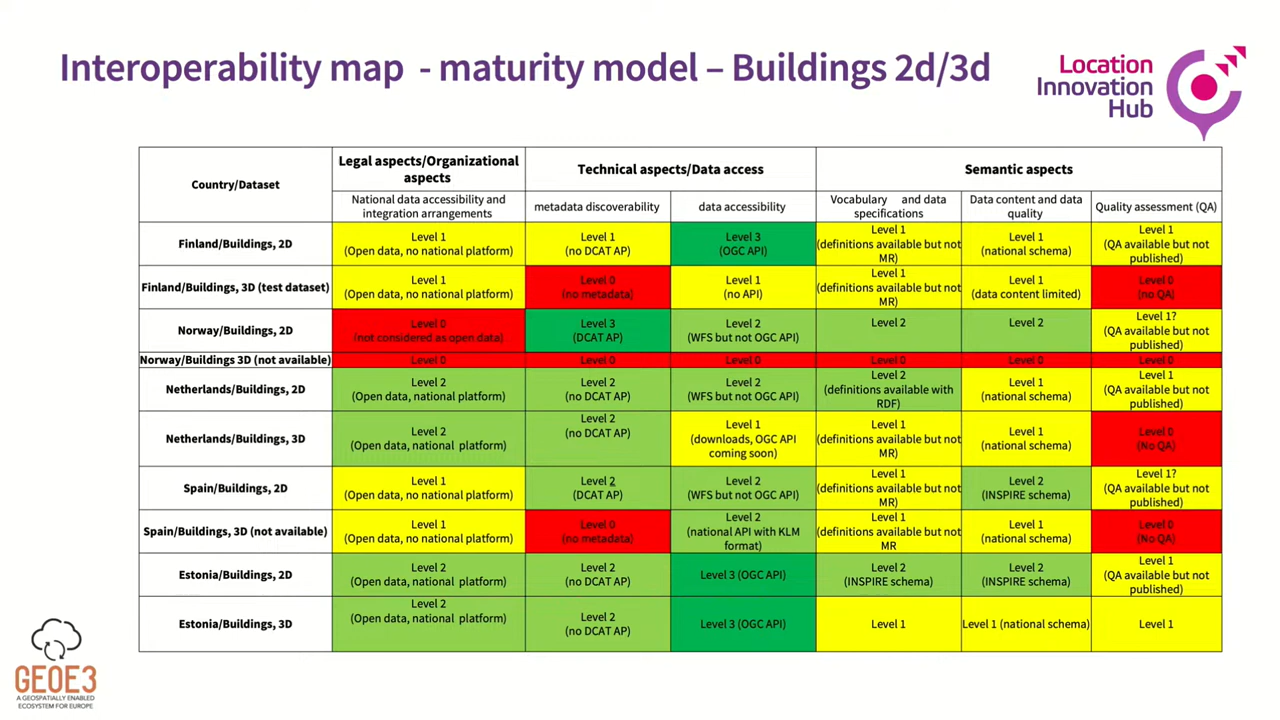 Interoperability map - maturity model – Buildings 2d/3d
Location
Innovation
Hub
Country/Dataset
Legal aspects/Organizational
aspects
Technical aspects/Data access
Semantic aspects
National data accessibility and
integration arrangements
metadata discoverability
data accessibility
Vocabulary and data
specifications
Data content and data
quality
Quality assessment (QA)
Finland/Buildings, 2D
Level 1
(Open data, no national platform)
Level 1
(no DCAT AP)
Level 3
(OGC API)
Level 1
(definitions available but not
MR)
Level 1
(national schema)
Level 1
(QA available but not
published)
Finland/Buildings, 3D (test dataset)
Level 1
(Open data, no national platform)
Level 0
(no metadata)
Level 1
(no API)
Level 1
(definitions available but not
MR)
Level 1
(data content limited)
Level 0
(no QA)
Norway/Buildings, 2D
Level 0
(not considered as open data)
Level 3
(DCAT AP)
Level 2
(WFS but not OGC API)
Level 2
Level 2
Level 1?
(QA available but not
published)
Norway/Buildings 3D (not available)
Level 0
Level 0
Level 0
Level 0
Level 0
Level 0
Netherlands/Buildings, 2D
Level 2
(Open data, national platform)
Level 2
(no DCAT AP)
Level 2
(WFS but not OGC API)
Level 2
(definitions available with
RDF)
Level 1
(national schema)
Level 1
(QA available but not
published)
Netherlands/Buildings, 3D
Level 2
(Open data, national platform)
Level 2
(no DCAT AP)
Level 1
(downloads, OGC API
coming soon)
Level 1
(definitions available but not
MR)
Level 1
(national schema)
Level 0
(No QA)
Spain/Buildings, 2D
Level 1
(Open data, no national platform)
Level 2
(DCAT AP)
Level 2
(WFS but not OGC API)
Level 1
(definitions available but not
MR)
Level 2
(INSPIRE schema)
Level 1?
(QA available but not
published)
Spain/Buildings, 3D (not available)
Level 1
(Open data, no national platform)
Level 0
(no metadata)
Level 2
(national API with KLM
format)
Level 1
(definitions available but not
MR
Level 1
(national schema)
Level 0
(No QA)
Estonia/Buildings, 2D
Level 2
(Open data, national platform)
Level 2
(no DCAT AP)
Level 3 (OGC API)
Level 2
(INSPIRE schema)
Level 2
(INSPIRE schema)
Level 1
(QA available but not
published)
Estonia/Buildings, 3D
Level 2
(Open data, national platform)
Level 2
(no DCAT AP)
Level 3 (OGC API)
Level 1
Level 1 (national schema)
Level 1
GEOE3
A GEOSPATIALLY ENABLED
ECOSYSTEM FOR EUROPE